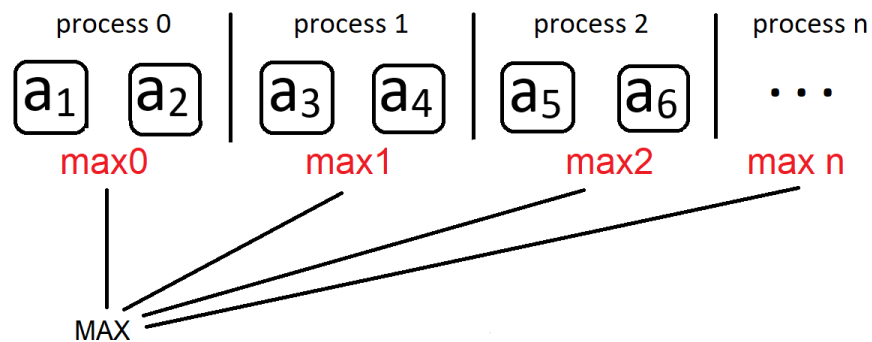 process 0 process 1 process 2 process n
a1 a2 a3 a4 a5 a6 ...
max0 max1 max2 max n
MAX